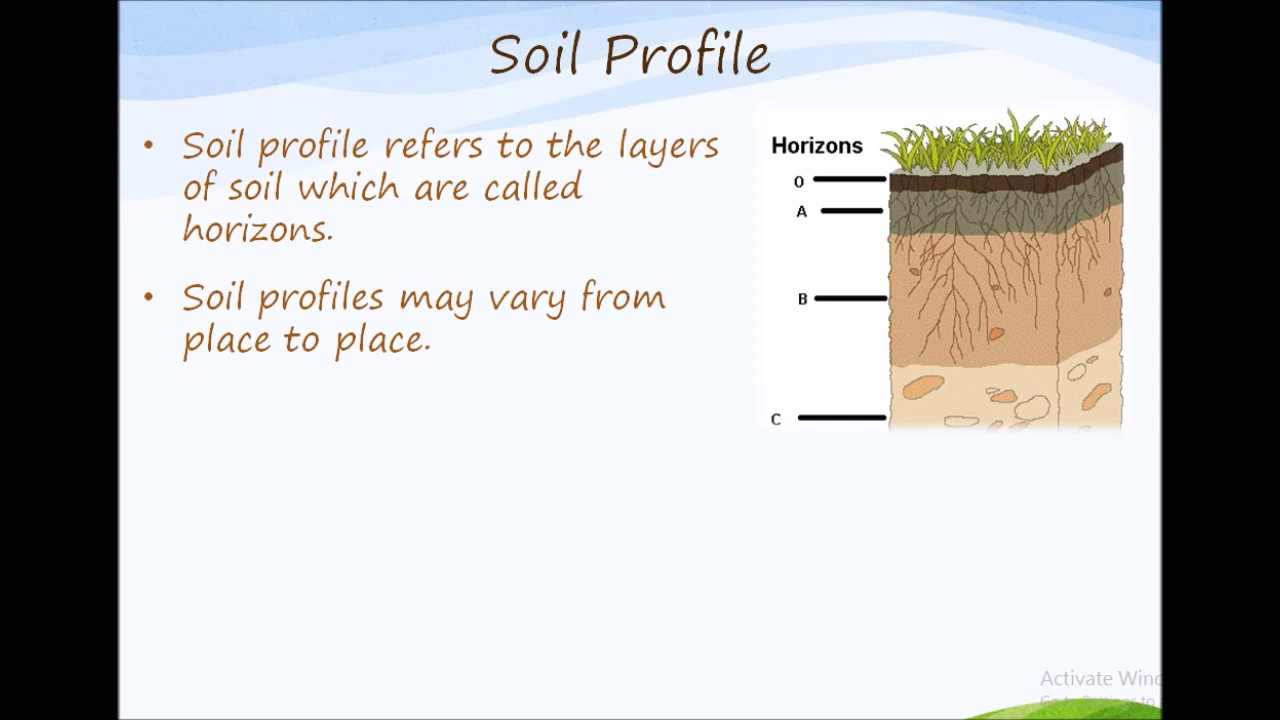 Soil Profile
• Soil profile refers to the layers
of soil which are called
horizons.
• Soil profiles may vary from
place to place.
Horizons
O
A
B
C
Activate Wind